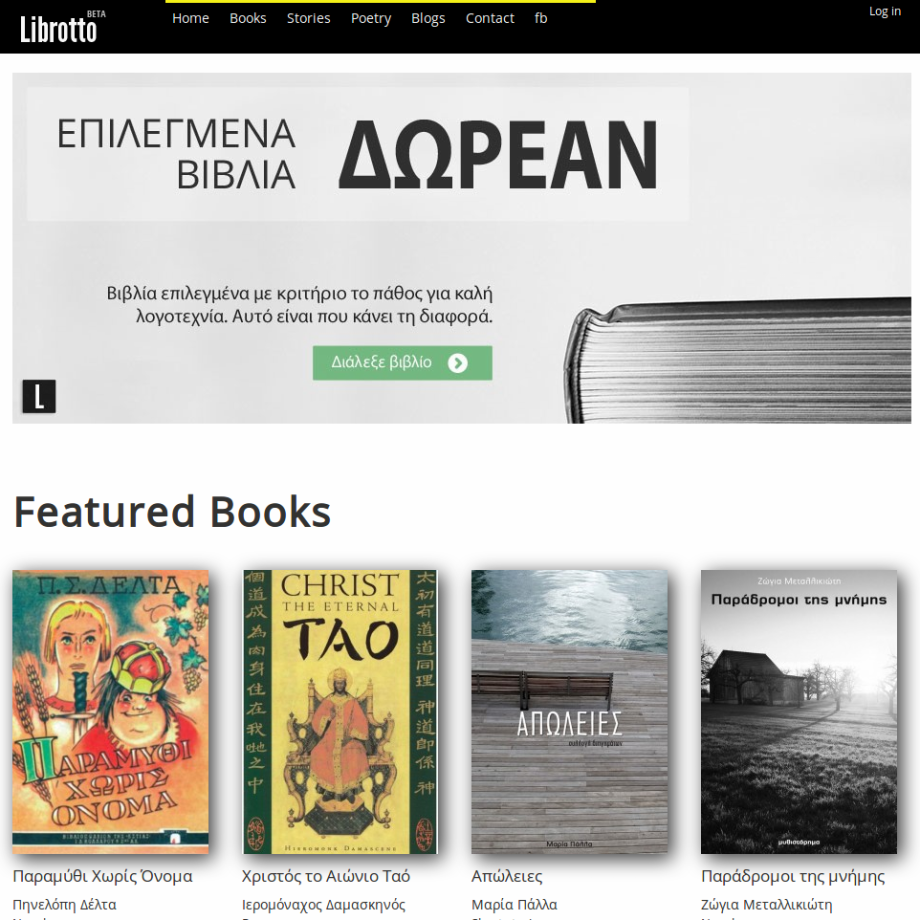 Librotto BETA
Home Books Stories Poetry Blogs Contact fb
Log in
ΕΠΙΛΕΓΜΕΝΑ
ΒΙΒΛΙΑ
ΔΩΡΕΑΝ
Βιβλία επιλεγμένα με κριτήριο το πάθος για καλή
λογοτεχνία. Αυτό είναι που κάνει τη διαφορά.
Διάλεξε βιβλίο
L
Featured Books
Π.Σ.ΔΕΛΤΑ
ΠΑΡΑΜΥΘΙ
ΧΩΡΙΣ
ΟΝΟΜΑ
CHRIST
THE ETERNAL
TAO
HIEROMONK DAMASCENE
ΑΠΩΛΕΙΕΣ
συλλογή διηγημάτων
Μαρία Πάλλα
Ζώγια Μεταλλικιώτη
Παράδρομοι της μνήμης
μυθιστόρημα
Παραμύθι Χωρίς Όνομα
Πηνελόπη Δέλτα
Χριστός το Αιώνιο Ταό
Ιερομόναχος Δαμασκηνός
Απώλειες
Μαρία Πάλλα
Παράδρομοι της μνήμης
Ζώγια Μεταλλικιώτη